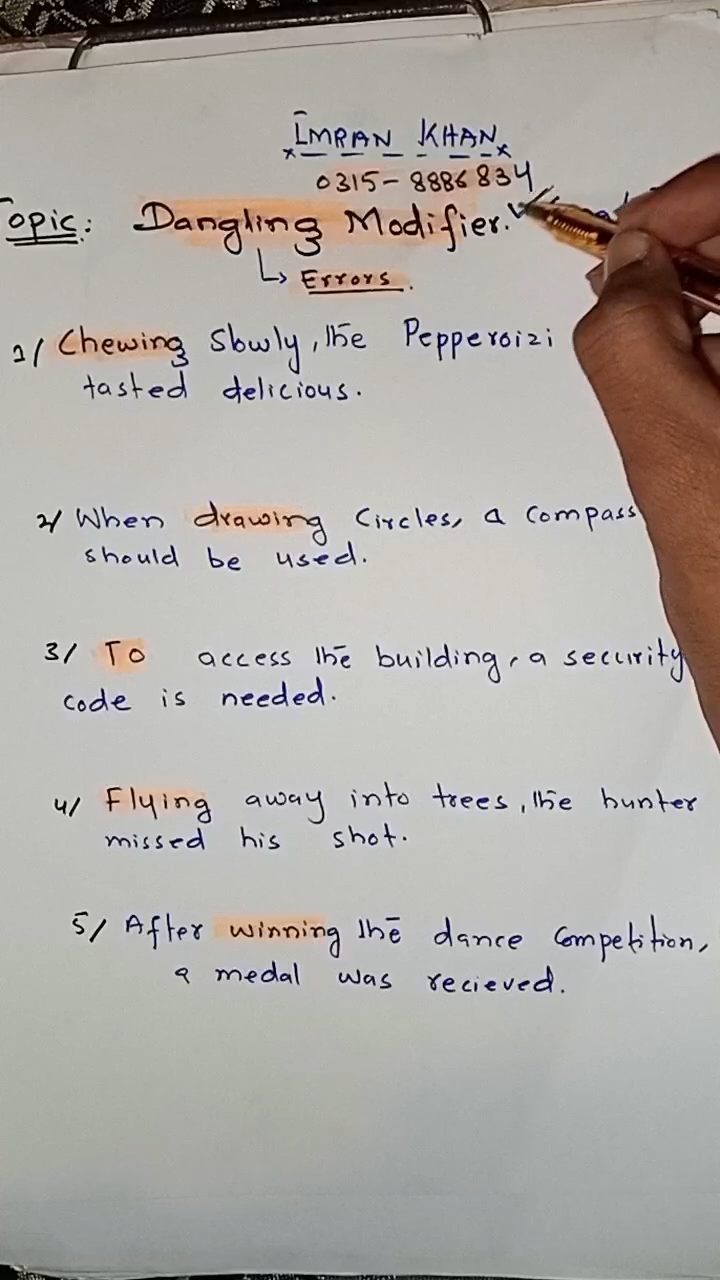 IMRAN KHAN
0315-8886834
Topic: Dangling Modifier.
↳ Errors.
1/ Chewing Slowly, the Pepperoizi
tasted delicious.
2/ When drawing Circles, a Compass
should be used.
3/ To access the building, a security
code is needed.
4/ Flying away into trees, the hunter
missed his shot.
5/ After winning the dance Competition,
a medal was recieved.